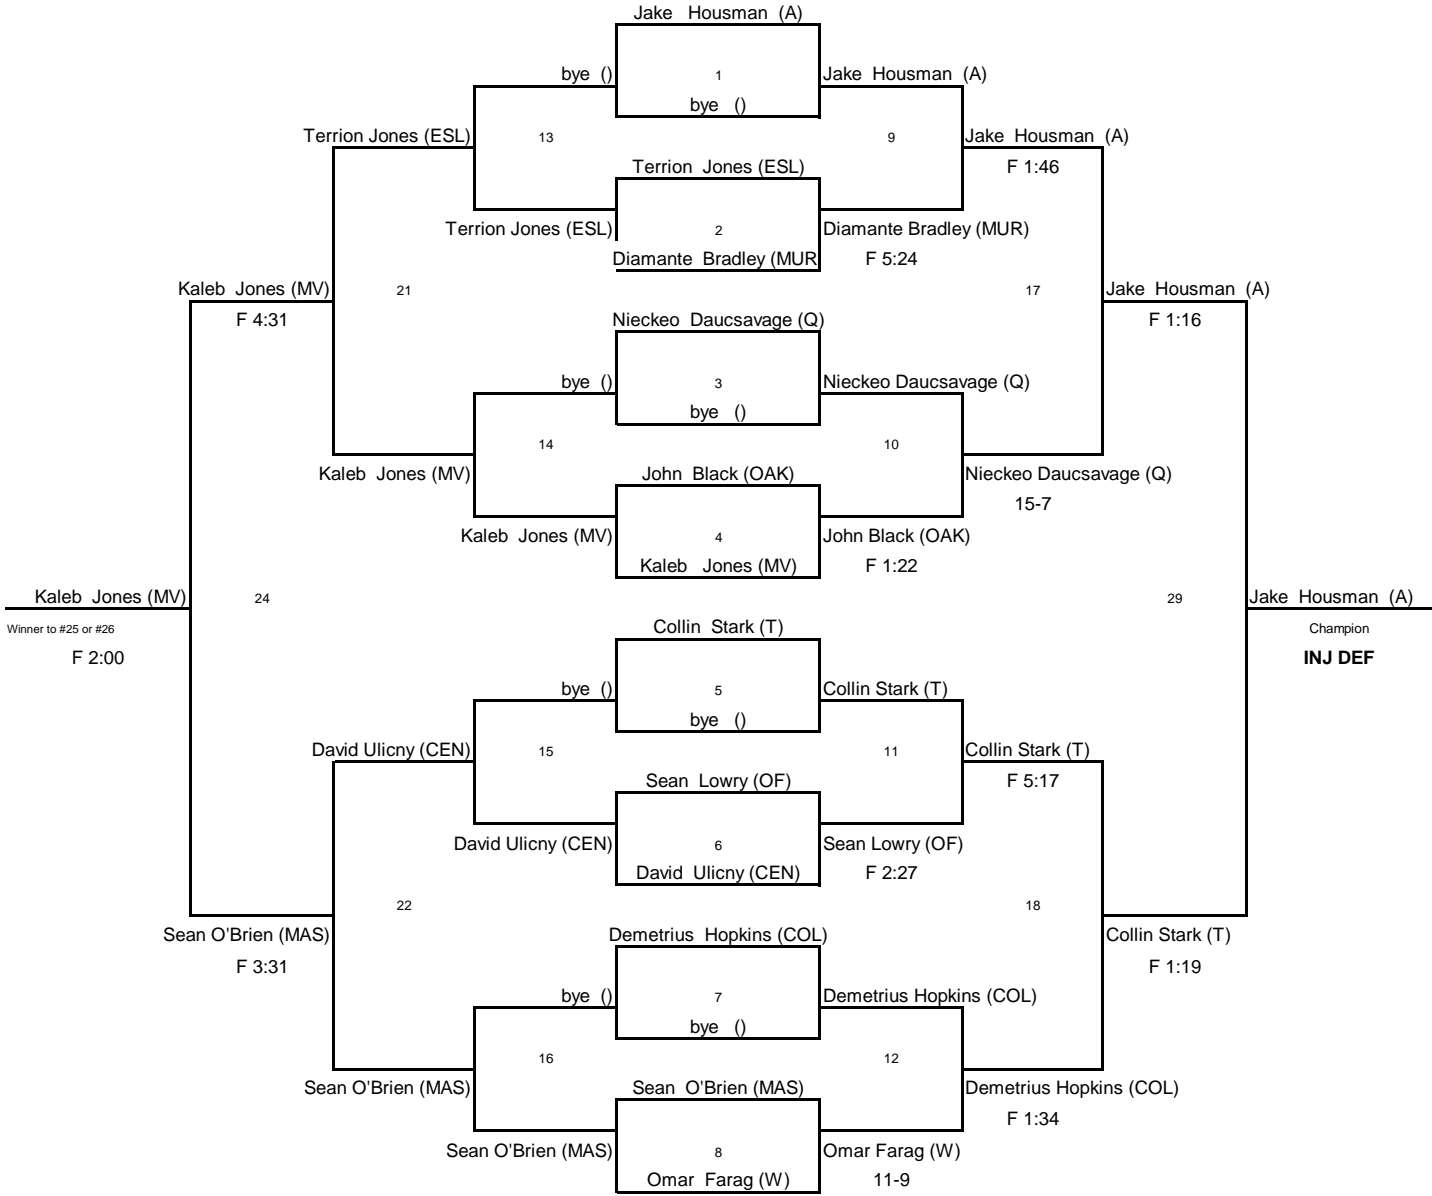 Jake Housman (A)
bye () 1 Jake Housman (A)
bye ()
Terrion Jones (ESL) 13 9 Jake Housman (A)
Terrion Jones (ESL) F 1:46
Terrion Jones (ESL) 2 Diamante Bradley (MUR)
Diamante Bradley (MUR F 5:24
Kaleb Jones (MV) 21 17 Jake Housman (A)
F 4:31 Nieckeo Daucsavage (Q) F 1:16
bye () 3 Nieckeo Daucsavage (Q)
bye ()
14 10
Kaleb Jones (MV) John Black (OAK) Nieckeo Daucsavage (Q)
15-7
Kaleb Jones (MV) 4 John Black (OAK)
Kaleb Jones (MV) F 1:22
Kaleb Jones (MV) 24 29 Jake Housman (A)
Winner to #25 or #26 Collin Stark (T) Champion
F 2:00 INJ DEF
bye () 5 Collin Stark (T)
bye ()
David Ulicny (CEN) 15 11 Collin Stark (T)
Sean Lowry (OF) F 5:17
David Ulicny (CEN) 6 Sean Lowry (OF)
David Ulicny (CEN) F 2:27
22 18
Sean O'Brien (MAS) Demetrius Hopkins (COL) Collin Stark (T)
F 3:31 F 1:19
bye () 7 Demetrius Hopkins (COL)
bye ()
16 12
Sean O'Brien (MAS) Sean O'Brien (MAS) Demetrius Hopkins (COL)
F 1:34
Sean O'Brien (MAS) 8 Omar Farag (W)
Omar Farag (W) 11-9